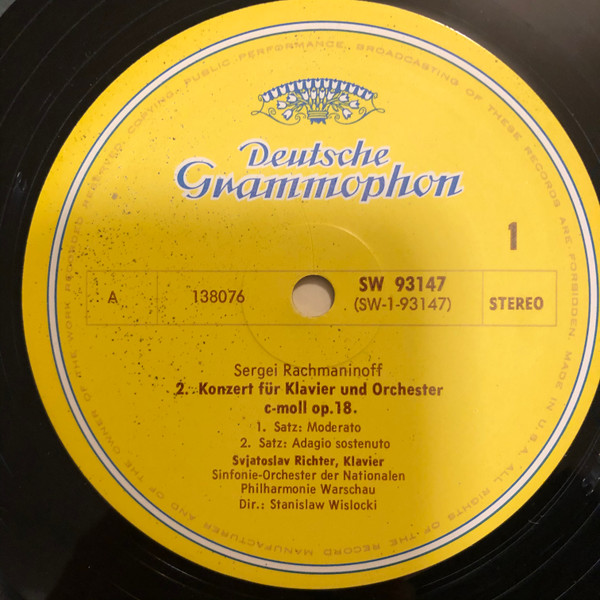 COPYING, PUBLIC PERFORMANCE, BROADCASTING OF THESE RECORDS ARE FORBIDDEN. MADE IN U.S.A. ALL RIGHTS OF THE RECORD MANUFACTURER AND OF THE OWNER OF THE WORK RECORDED
Deutsche
Grammophon
1
A 138076 SW 93147 STEREO
(SW-1-93147)
Sergei Rachmaninoff
2. Konzert für Klavier und Orchester
c-moll op.18.
1. Satz: Moderato
2. Satz: Adagio sostenuto
Svjatoslav Richter, Klavier
Sinfonie-Orchester der Nationalen
Philharmonie Warschau
Dir.: Stanislaw Wislocki